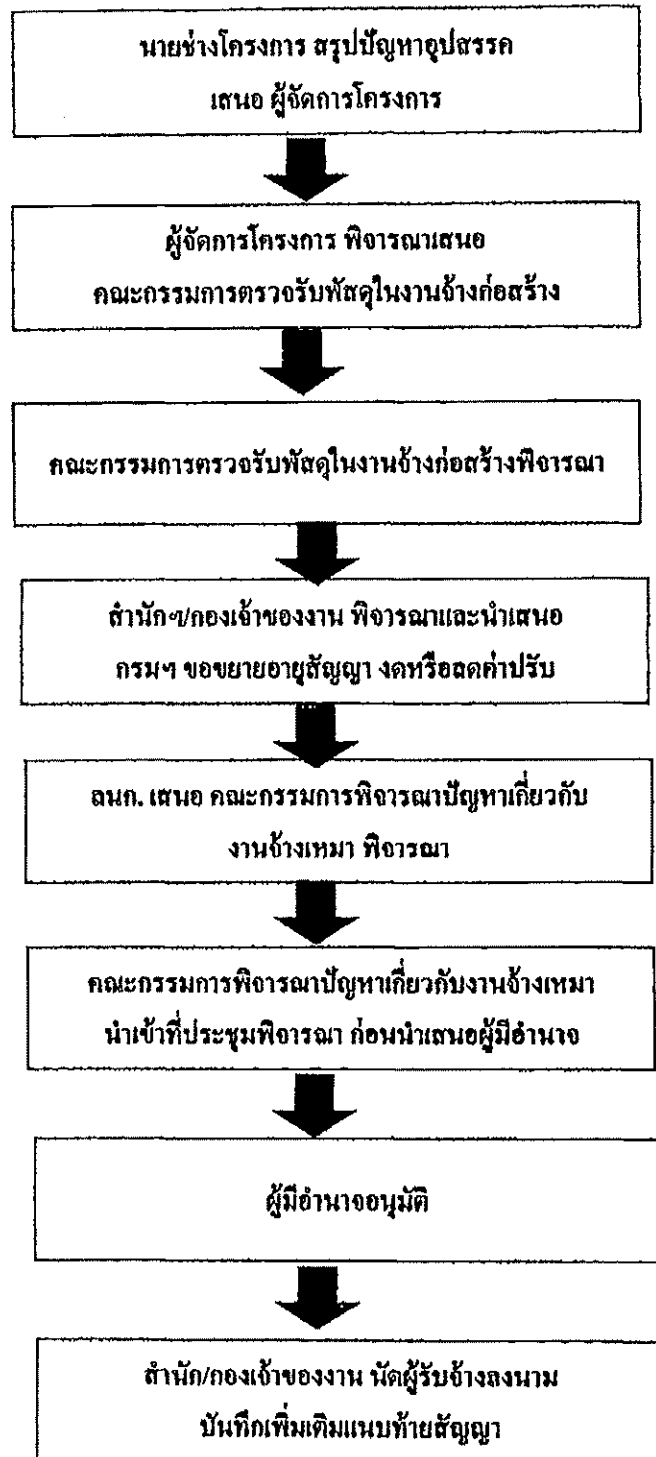 นายช่างโครงการ สรุปปัญหาอุปสรรค
เสนอ ผู้จัดการโครงการ
ผู้จัดการโครงการ พิจารณาเสนอ
คณะกรรมการตรวจรับพัสดุในงานจ้างก่อสร้าง
คณะกรรมการตรวจรับพัสดุในงานจ้างก่อสร้างพิจารณา
สำนักฯ/กองเจ้าของงาน พิจารณาและนำเสนอ
กรมฯ ขอขยายอายุสัญญา งดหรือลดค่าปรับ
ลนก. เสนอ คณะกรรมการพิจารณาปัญหาเกี่ยวกับ
งานจ้างเหมา พิจารณา
คณะกรรมการพิจารณาปัญหาเกี่ยวกับงานจ้างเหมา
นำเข้าที่ประชุมพิจารณา ก่อนนำเสนอผู้มีอำนาจ
ผู้มีอำนาจอนุมัติ
สำนัก/กองเจ้าของงาน นัดผู้รับจ้างลงนาม
บันทึกเพิ่มเติมแนบท้ายสัญญา